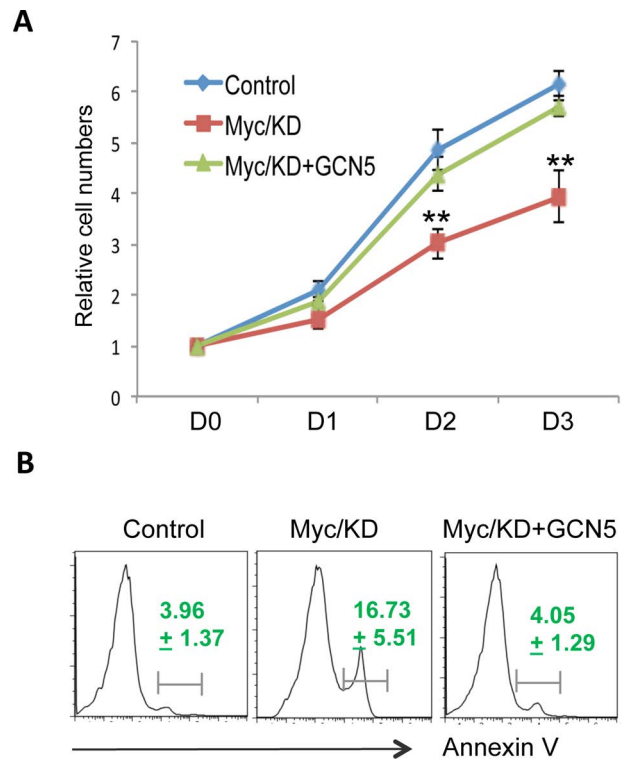 A
7
6
5
4
3
2
1
0
Relative cell numbers
Control
Myc/KD
Myc/KD+GCN5
**
**
D0 D1 D2 D3
B
Control Myc/KD Myc/KD+GCN5
3.96
± 1.37
16.73
± 5.51
4.05
± 1.29
Annexin V